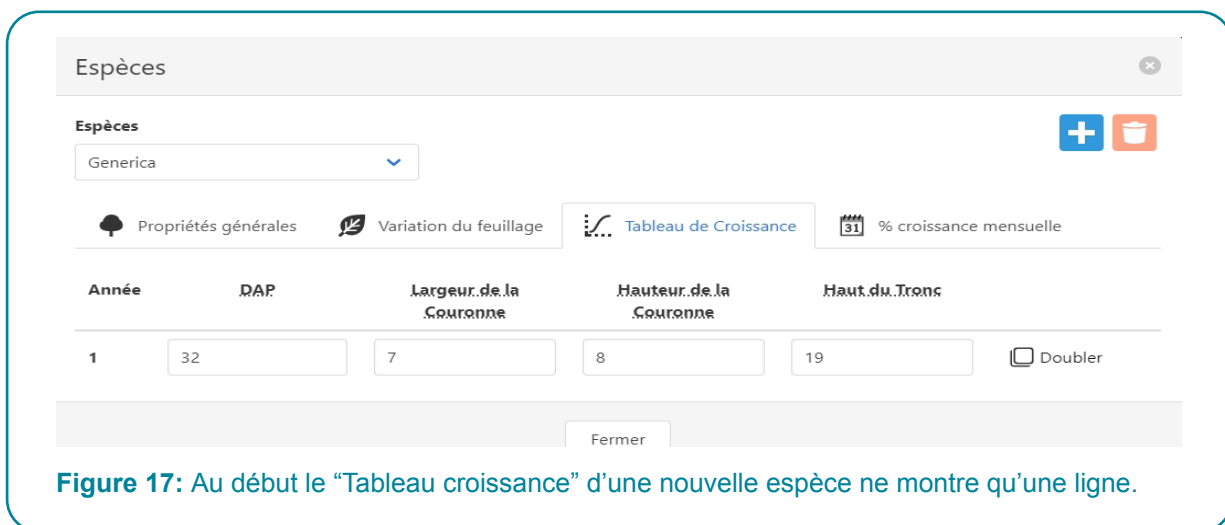 Espèces
Espèces
Generica
Propriétés générales Variation du feuillage Tableau de Croissance 31 % croissance mensuelle
Année DAP Largeur de la Couronne Hauteur de la Couronne Haut du Tronc
1 32 7 8 19 Doubler
Fermer
Figure 17: Au début le “Tableau croissance” d’une nouvelle espèce ne montre qu’une ligne.